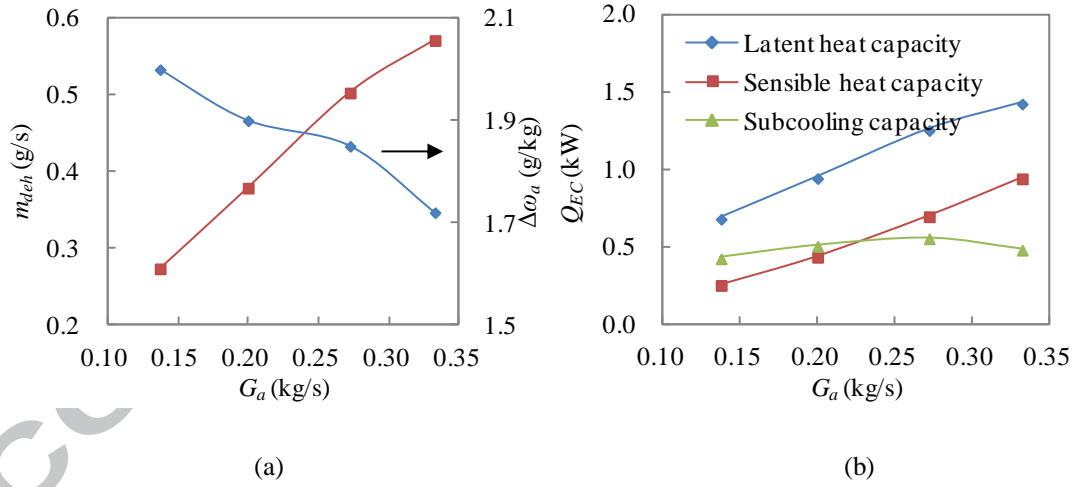 0.6
0.5
0.4
0.3
0.2
m_deh (g/s)
2.1
1.9
1.7
1.5
Δω_a (g/kg)
0.10 0.15 0.20 0.25 0.30 0.35
G_a (kg/s)
(a)
2.0
1.5
1.0
0.5
0.0
Q_EC (kW)
Latent heat capacity
Sensible heat capacity
Subcooling capacity
0.10 0.15 0.20 0.25 0.30 0.35
G_a (kg/s)
(b)